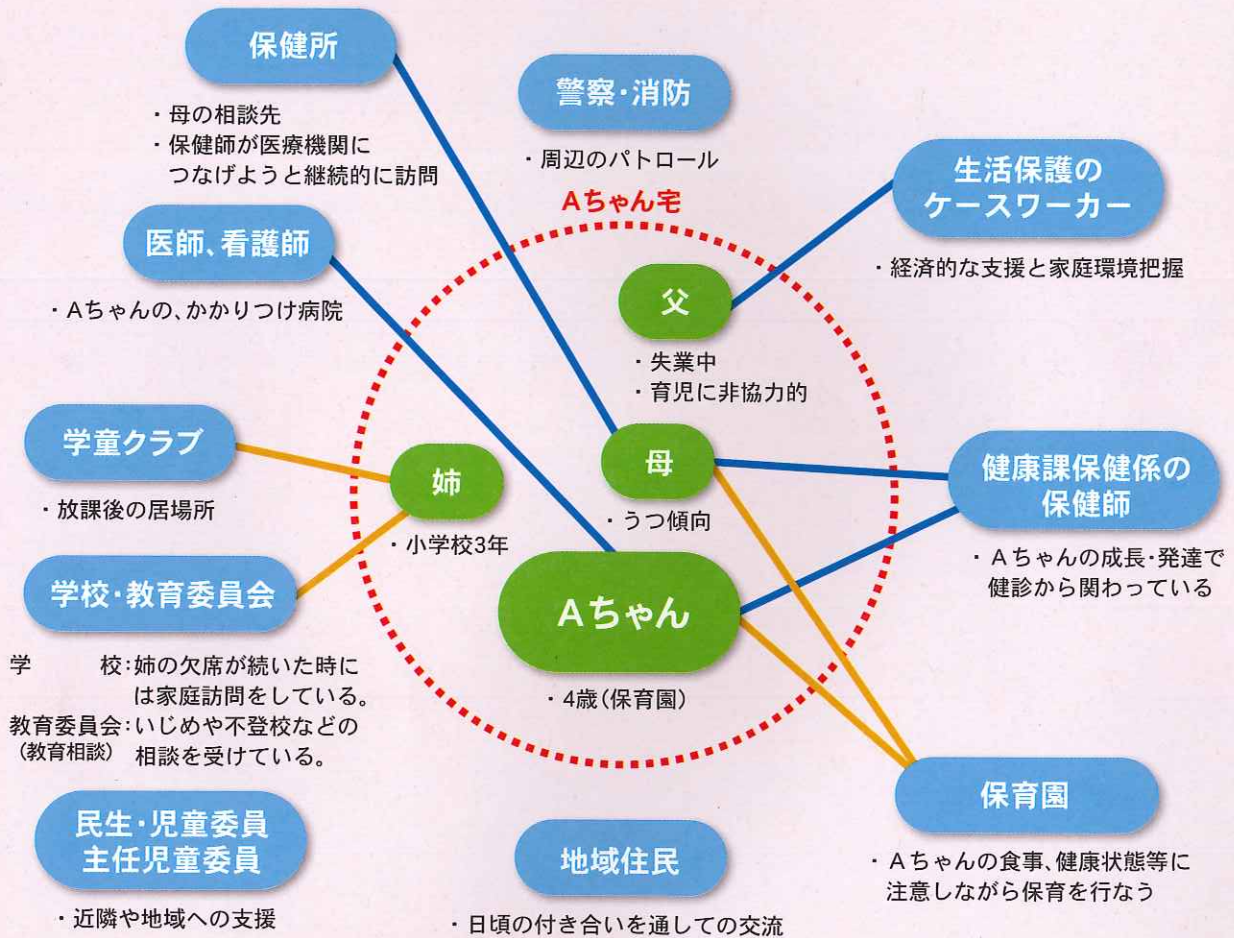 保健所
・母の相談先
・保健師が医療機関に
つなげようと継続的に訪問
警察・消防
・周辺のパトロール
生活保護の
ケースワーカー
・経済的な支援と家庭環境把握
医師、看護師
・Aちゃんの、かかりつけ病院
Aちゃん宅
父
・失業中
・育児に非協力的
学童クラブ
・放課後の居場所
姉
・小学校3年
母
・うつ傾向
健康課保健係の
保健師
・Aちゃんの成長・発達で
健診から関わっている
学校・教育委員会
学　　校：姉の欠席が続いた時に
は家庭訪問をしている。
教育委員会：いじめや不登校などの
（教育相談） 相談を受けている。
Aちゃん
・4歳（保育園）
保育園
・Aちゃんの食事、健康状態等に
注意しながら保育を行なう
民生・児童委員
主任児童委員
・近隣や地域への支援
地域住民
・日頃の付き合いを通しての交流